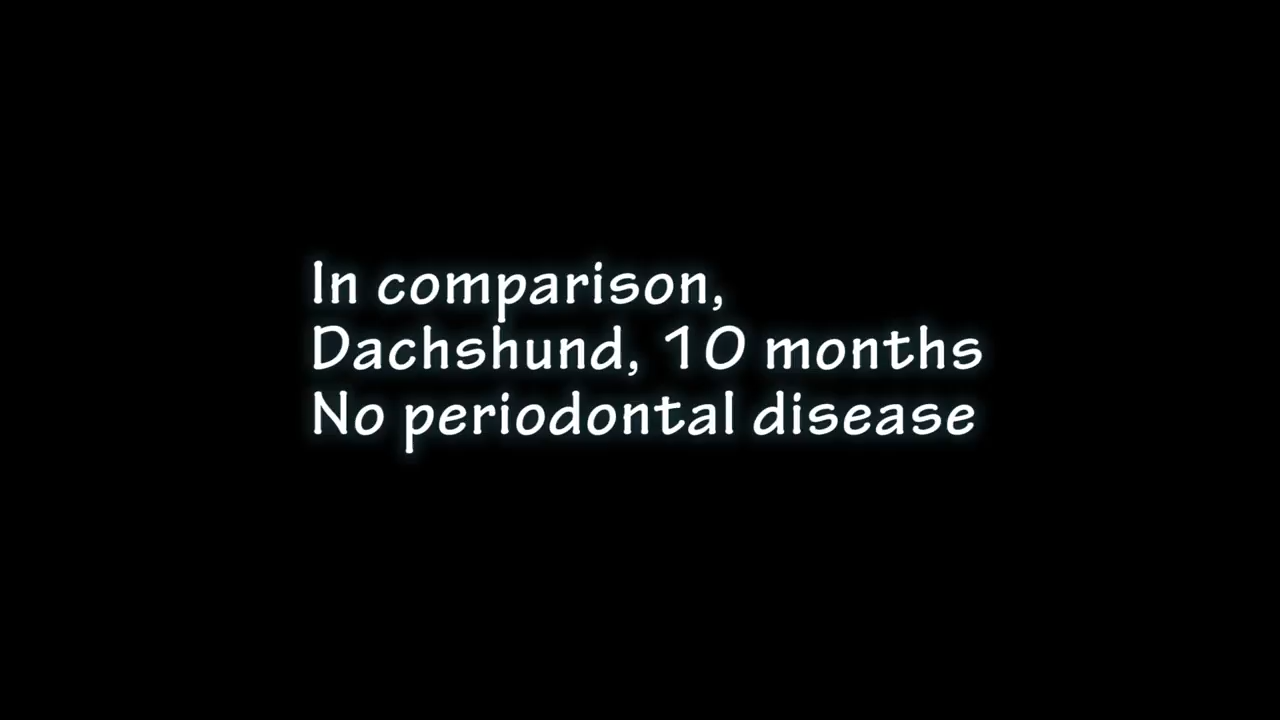 In comparison,
Dachshund, 10 months
No periodontal disease